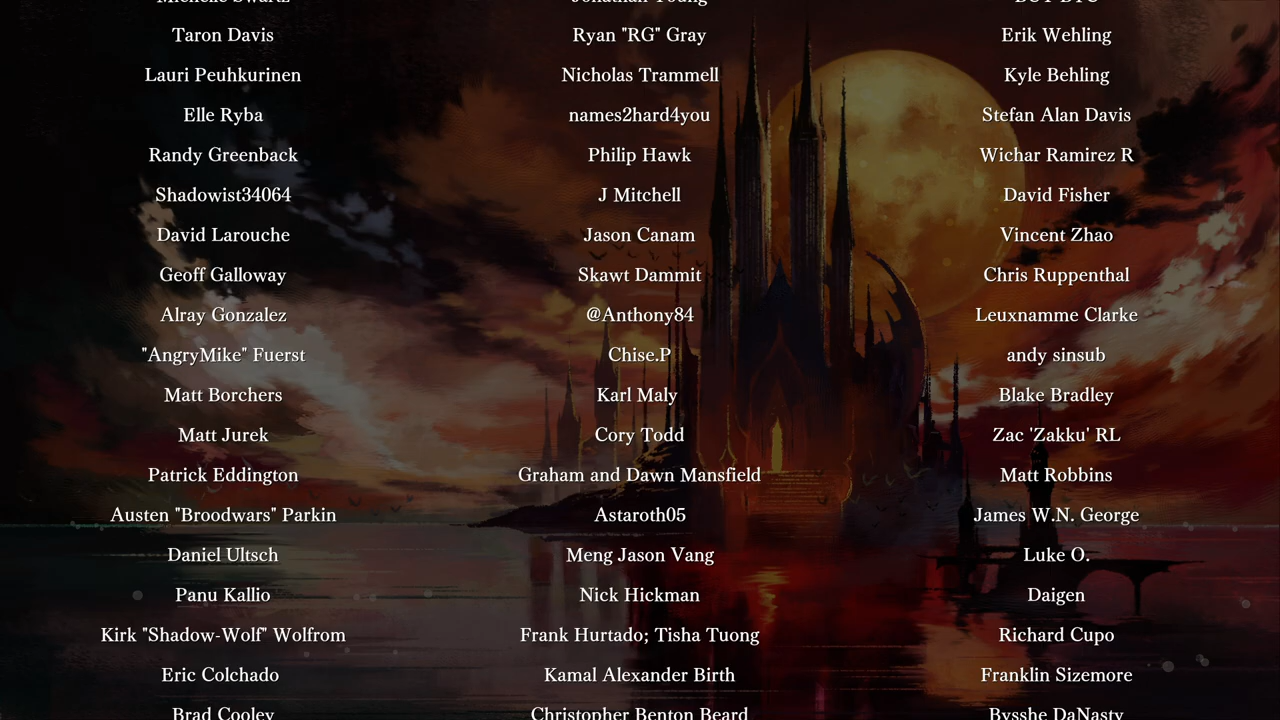 Michelle Swartz
Taron Davis
Lauri Peuhkurinen
Elle Ryba
Randy Greenback
Shadowist34064
David Larouche
Geoff Galloway
Alray Gonzalez
"AngryMike" Fuerst
Matt Borchers
Matt Jurek
Patrick Eddington
Austen "Broodwars" Parkin
Daniel Ultsch
Panu Kallio
Kirk "Shadow-Wolf" Wolfrom
Eric Colchado
Brad Cooley
Jonathan Young
Ryan "RG" Gray
Nicholas Trammell
names2hard4you
Philip Hawk
J Mitchell
Jason Canam
Skawt Dammit
@Anthony84
Chise.P
Karl Maly
Cory Todd
Graham and Dawn Mansfield
Astaroth05
Meng Jason Vang
Nick Hickman
Frank Hurtado; Tisha Tuong
Kamal Alexander Birth
Christopher Benton Beard
Erik Wehling
Kyle Behling
Stefan Alan Davis
Wichar Ramirez R
David Fisher
Vincent Zhao
Chris Ruppenthal
Leuxnamme Clarke
andy sinsub
Blake Bradley
Zac 'Zakku' RL
Matt Robbins
James W.N. George
Luke O.
Daigen
Richard Cupo
Franklin Sizemore
Bysshe DaNasty